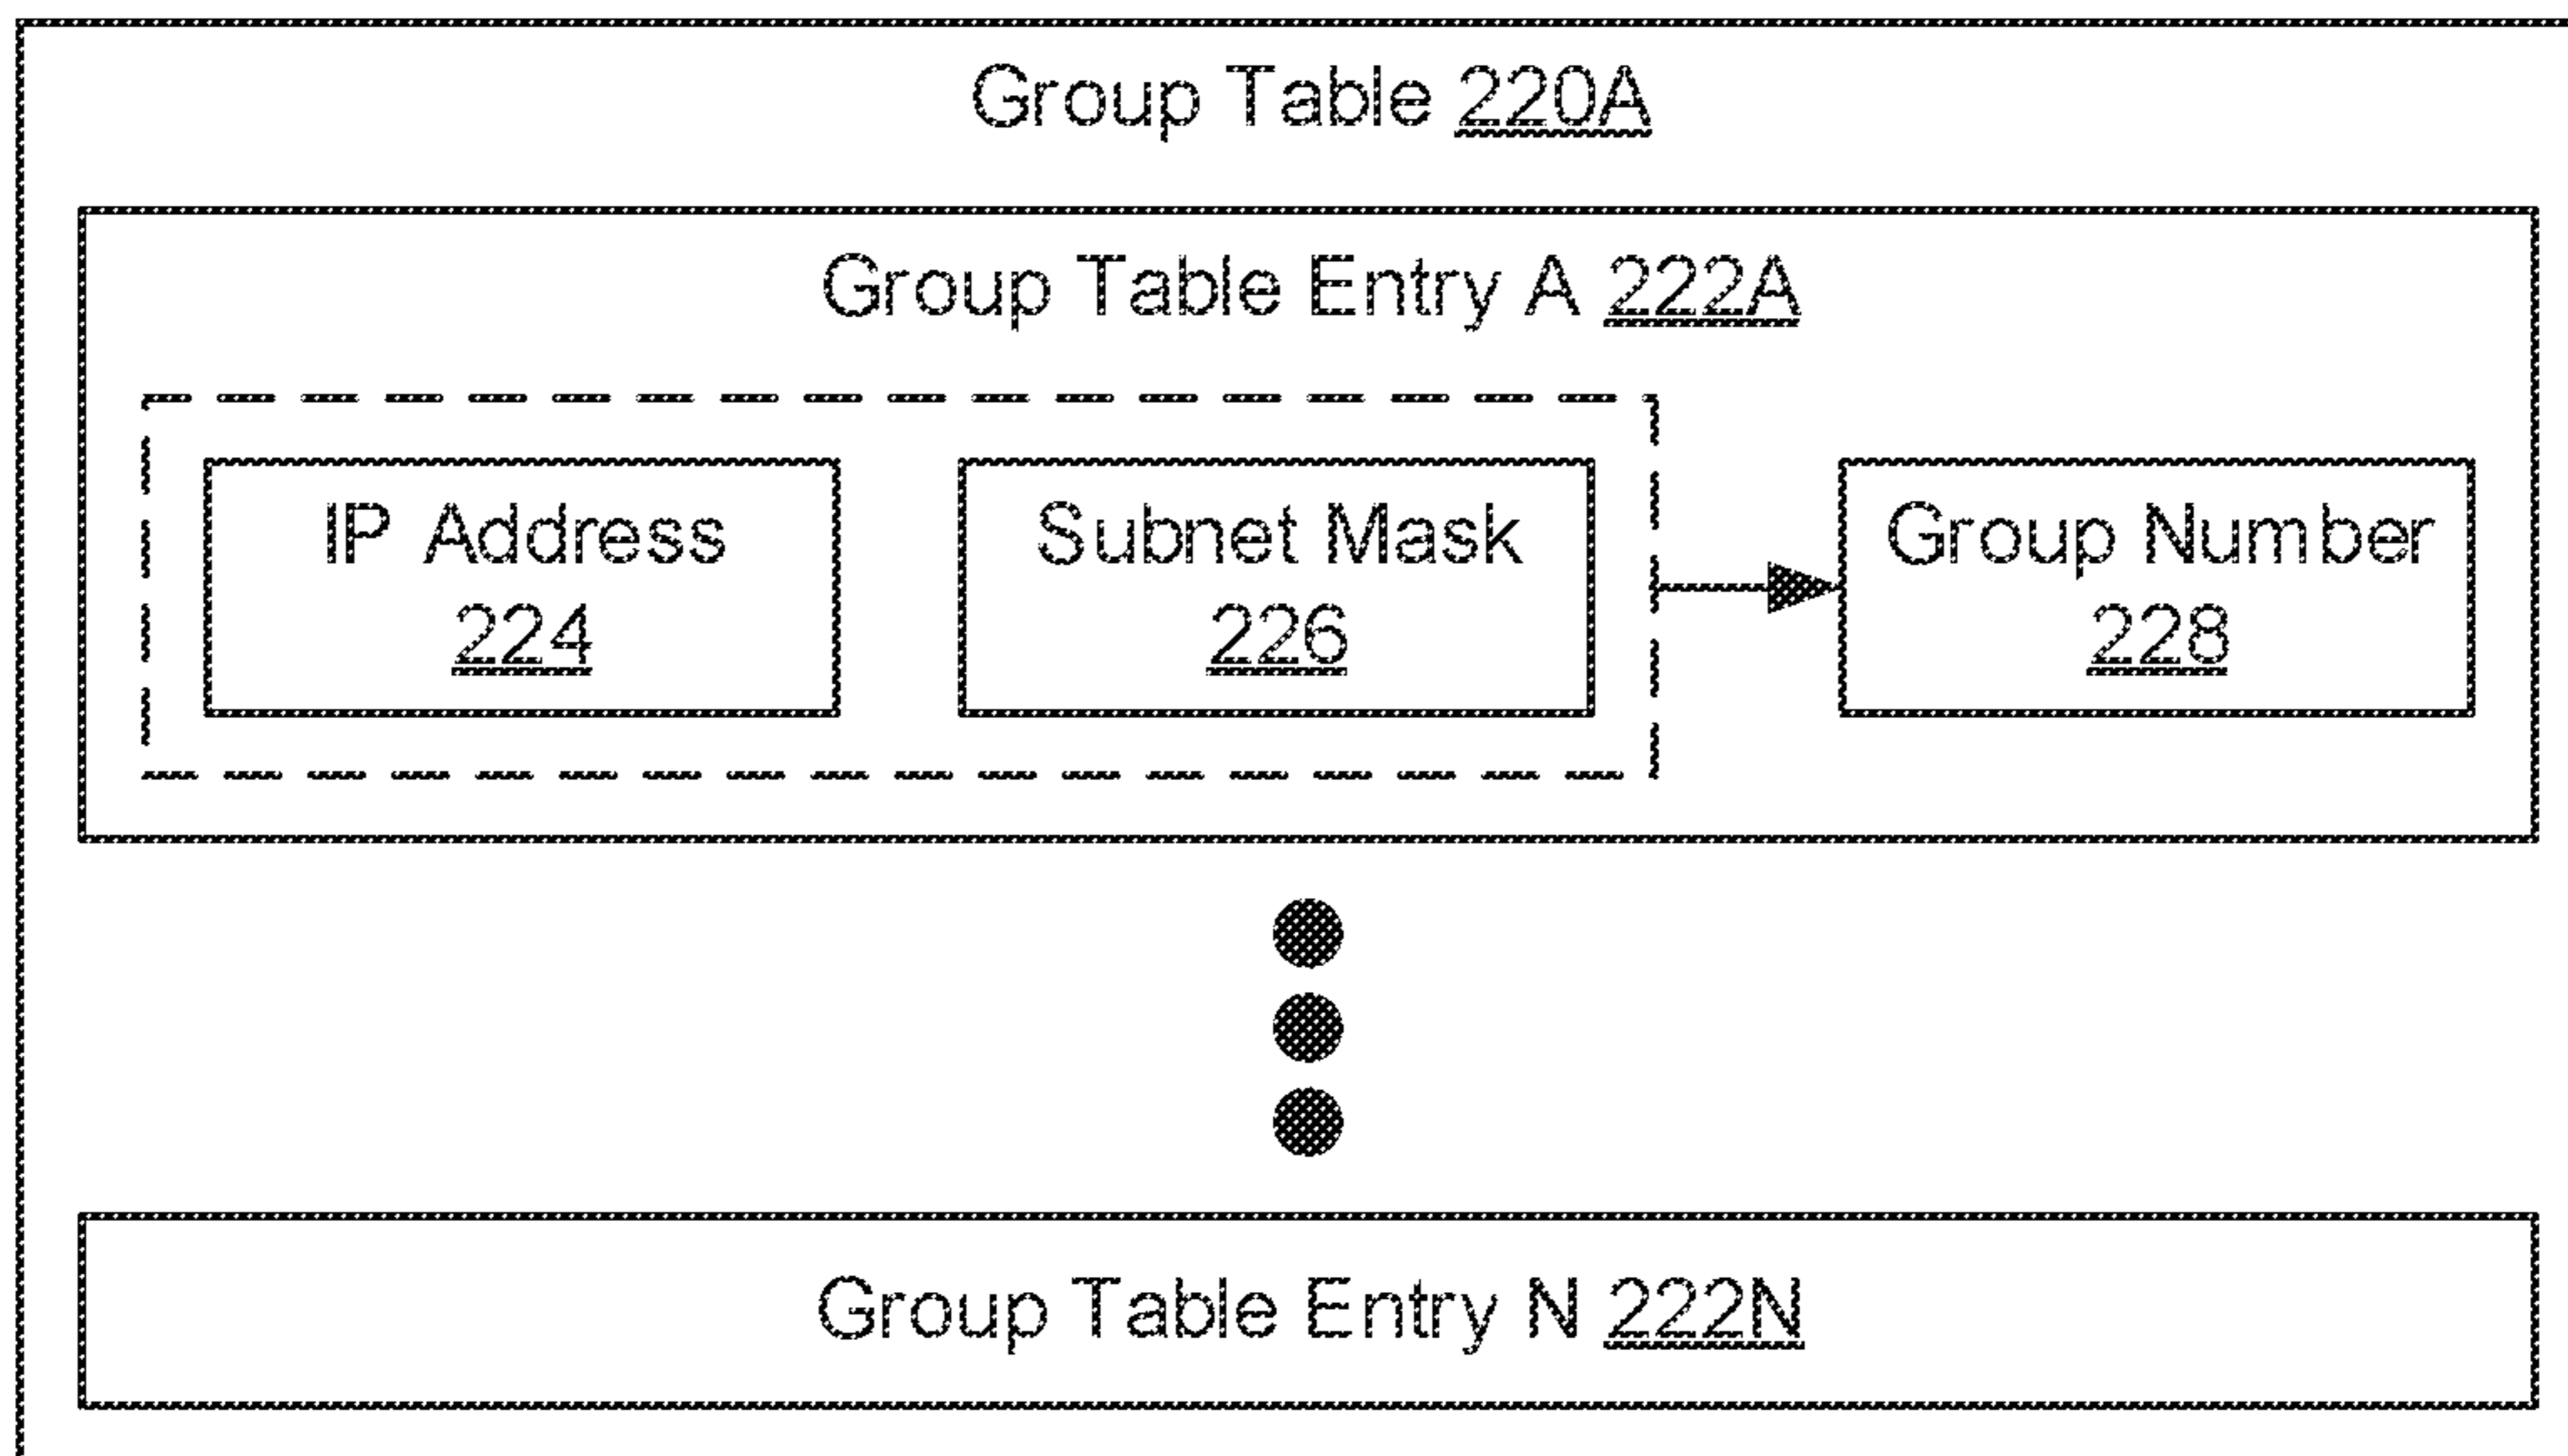 Group Table 220A
Group Table Entry A 222A
IP Address
224
Subnet Mask
226
Group Number
228
Group Table Entry N 222N